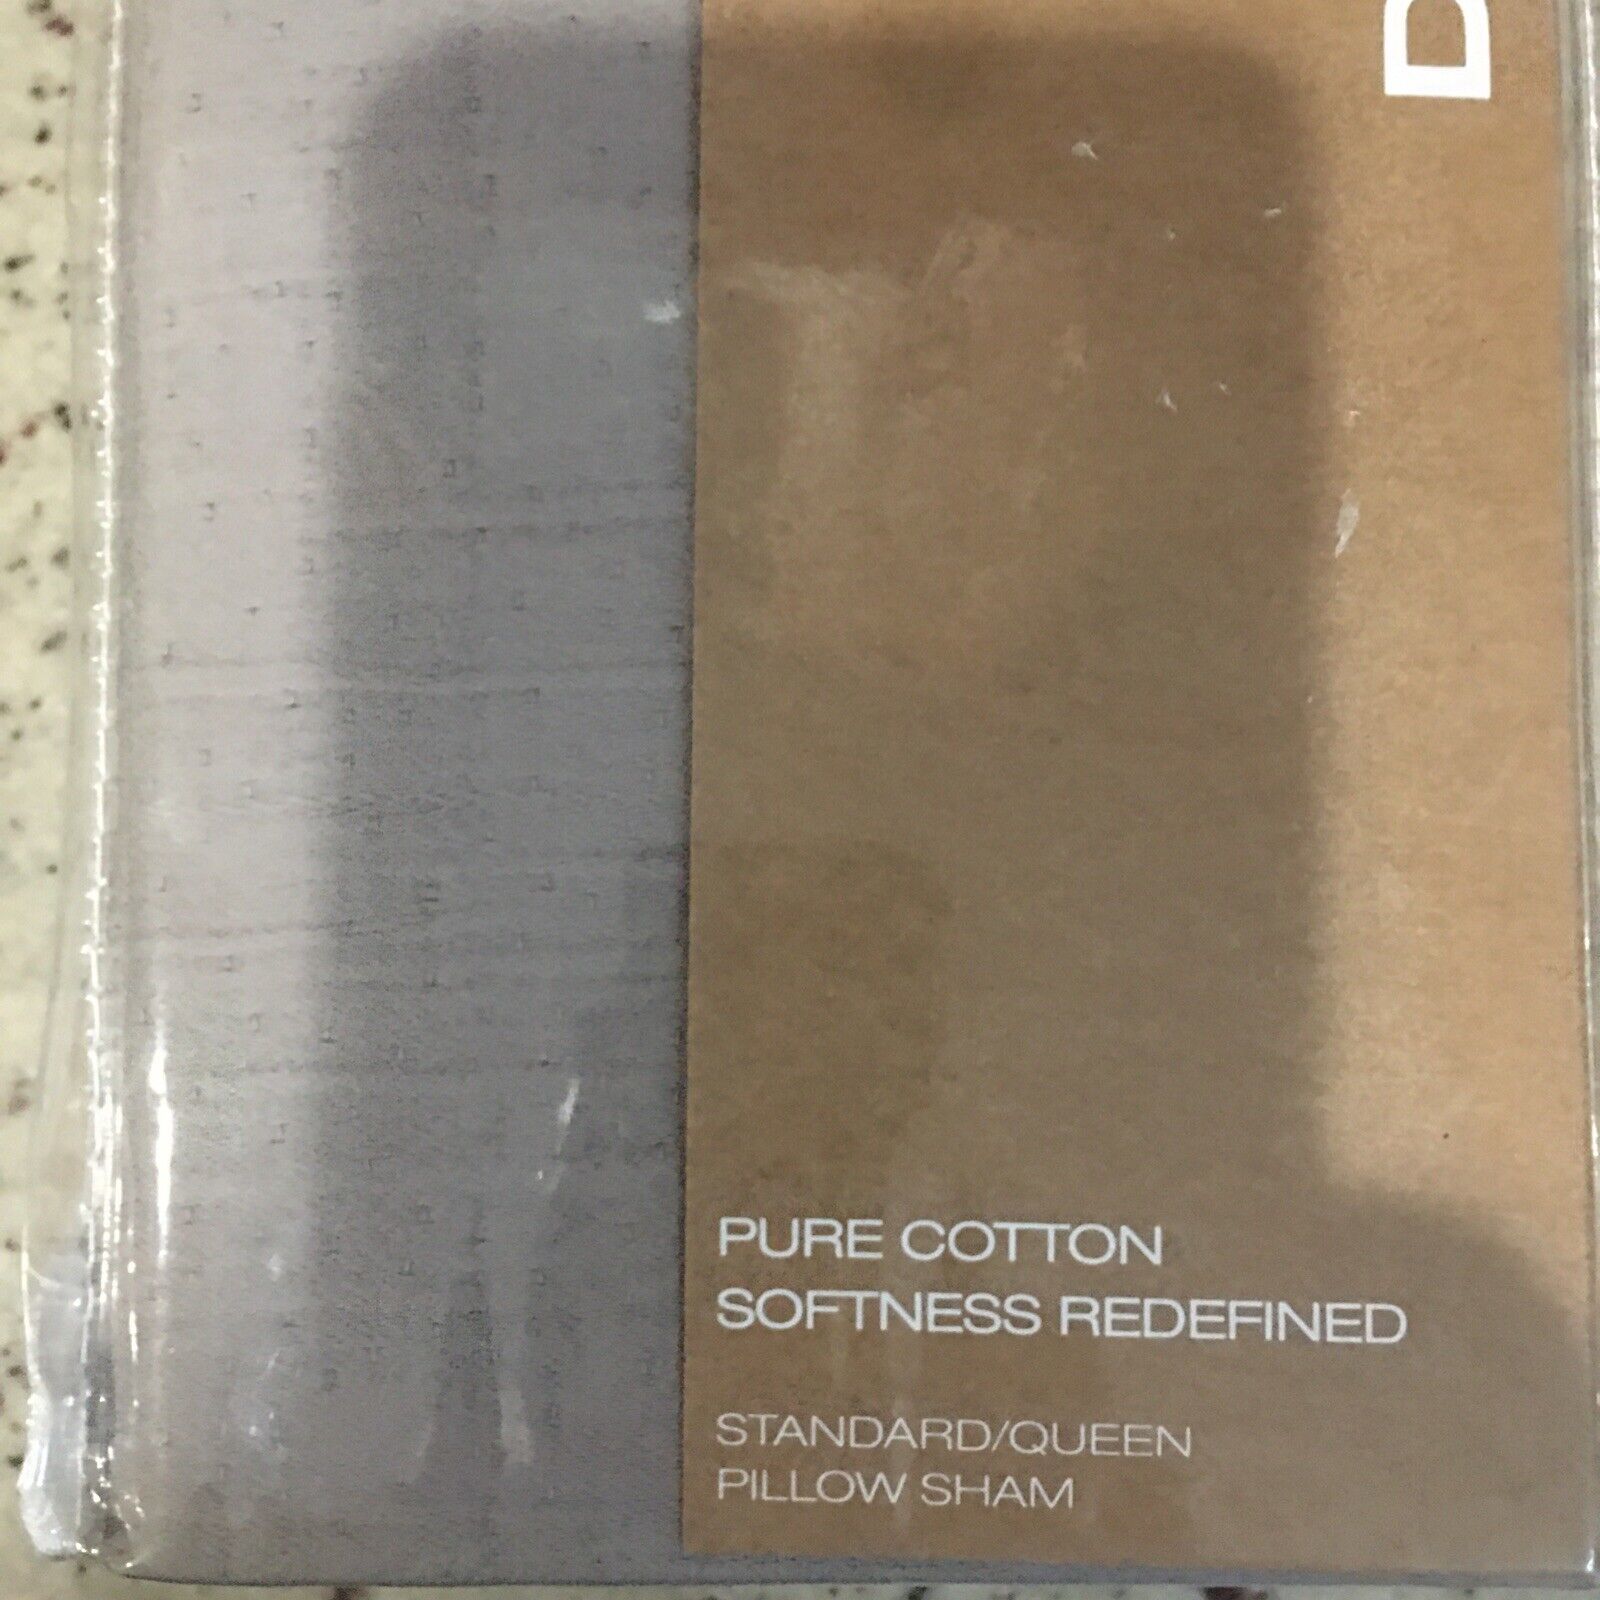 D
PURE COTTON
SOFTNESS REDEFINED
STANDARD/QUEEN
PILLOW SHAM